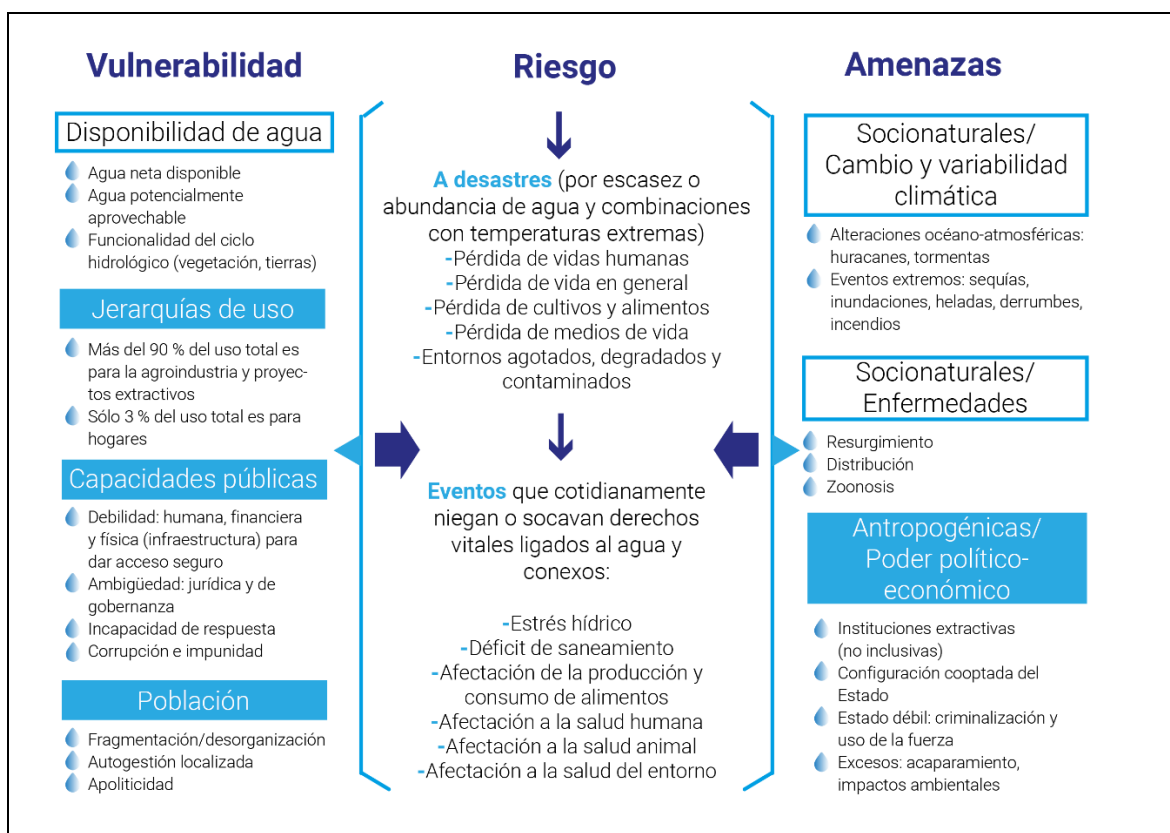 Vulnerabilidad
Disponibilidad de agua
Agua neta disponible
Agua potencialmente
aprovechable
Funcionalidad del ciclo
hidrológico (vegetación, tierras)
Jerarquías de uso
Más del 90 % del uso total es
para la agroindustria y proyec-
tos extractivos
Sólo 3 % del uso total es para
hogares
Capacidades públicas
Debilidad: humana, financiera
y física (infraestructura) para
dar acceso seguro
Ambigüedad: jurídica y de
gobernanza
Incapacidad de respuesta
Corrupción e impunidad
Población
Fragmentación/desorganización
Autogestión localizada
Apoliticidad
Riesgo
A desastres (por escasez o
abundancia de agua y combinaciones
con temperaturas extremas)
-Pérdida de vidas humanas
-Pérdida de vida en general
-Pérdida de cultivos y alimentos
-Pérdida de medios de vida
-Entornos agotados, degradados y
contaminados
Eventos que cotidianamente
niegan o socavan derechos
vitales ligados al agua y
conexos:
-Estrés hídrico
-Déficit de saneamiento
-Afectación de la producción y
consumo de alimentos
-Afectación a la salud humana
-Afectación a la salud animal
-Afectación a la salud del entorno
Amenazas
Socionaturales/
Cambio y variabilidad
climática
Alteraciones océano-atmosféricas:
huracanes, tormentas
Eventos extremos: sequías,
inundaciones, heladas, derrumbes,
incendios
Socionaturales/
Enfermedades
Resurgimiento
Distribución
Zoonosis
Antropogénicas/
Poder político-
económico
Instituciones extractivas
(no inclusivas)
Configuración cooptada del
Estado
Estado débil: criminalización y
uso de la fuerza
Excesos: acaparamiento,
impactos ambientales